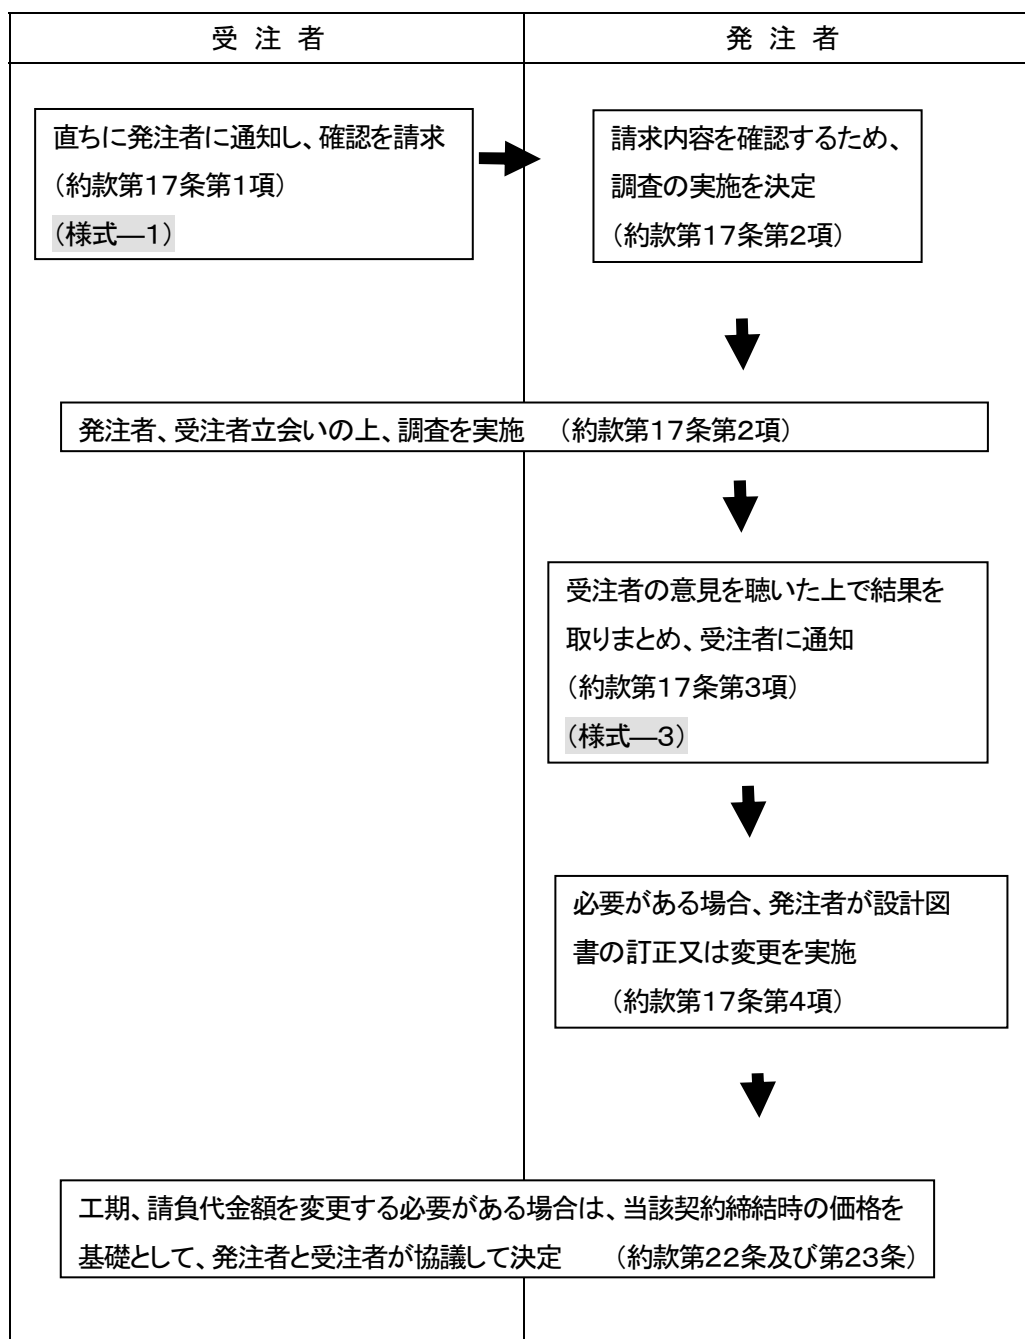 受 注 者
発 注 者
直ちに発注者に通知し、確認を請求
（約款第17条第1項）
（様式―1）
請求内容を確認するため、
調査の実施を決定
（約款第17条第2項）
発注者、受注者立会いの上、調査を実施　（約款第17条第2項）
受注者の意見を聴いた上で結果を
取りまとめ、受注者に通知
（約款第17条第3項）
（様式―3）
必要がある場合、発注者が設計図
書の訂正又は変更を実施
（約款第17条第4項）
工期、請負代金額を変更する必要がある場合は、当該契約締結時の価格を
基礎として、発注者と受注者が協議して決定　　（約款第22条及び第23条）